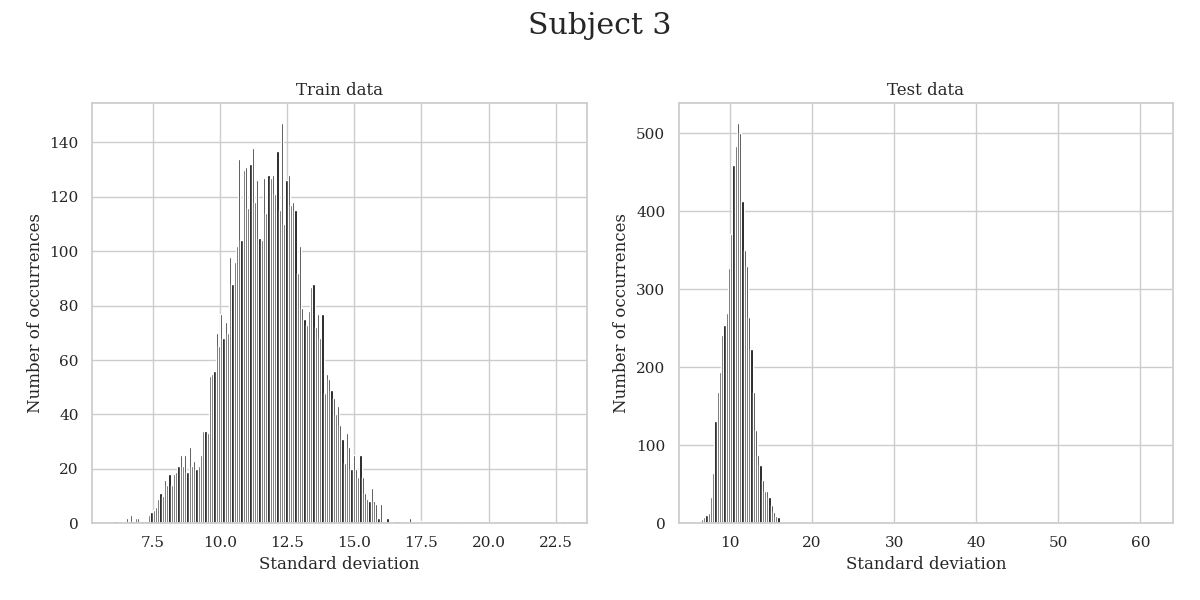 Subject 3
Train data
Number of occurrences
140
120
100
80
60
40
20
0
7.5 10.0 12.5 15.0 17.5 20.0 22.5
Standard deviation
Test data
Number of occurrences
500
400
300
200
100
0
10 20 30 40 50 60
Standard deviation